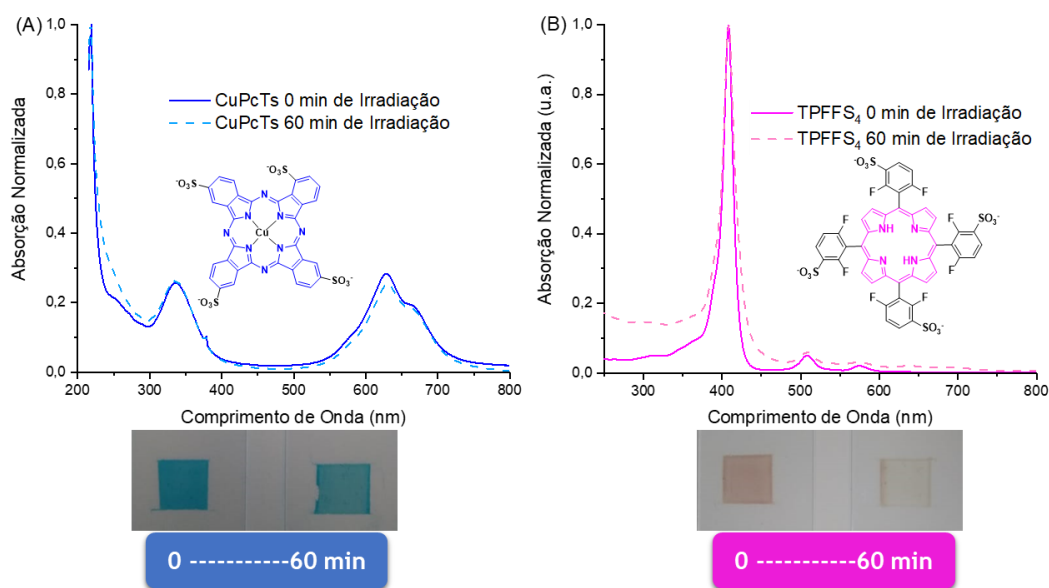 (A)
1,0
0,8
0,6
0,4
0,2
0,0
Absorção Normalizada
CuPcTs 0 min de Irradiação
CuPcTs 60 min de Irradiação
-O3S
SO3-
N
N
N
N
N
N
N
N
Cu
-O3S
SO3-
200 300 400 500 600 700 800
Comprimento de Onda (nm)
0 -----------60 min
(B)
1,0
0,8
0,6
0,4
0,2
0,0
Absorção Normalizada (u.a.)
TPFFS4 0 min de Irradiação
TPFFS4 60 min de Irradiação
-O3S
F F
F F SO3-
NH N
N HN
-O3S F F
F F
SO3-
300 400 500 600 700 800
Comprimento de Onda (nm)
0 -----------60 min